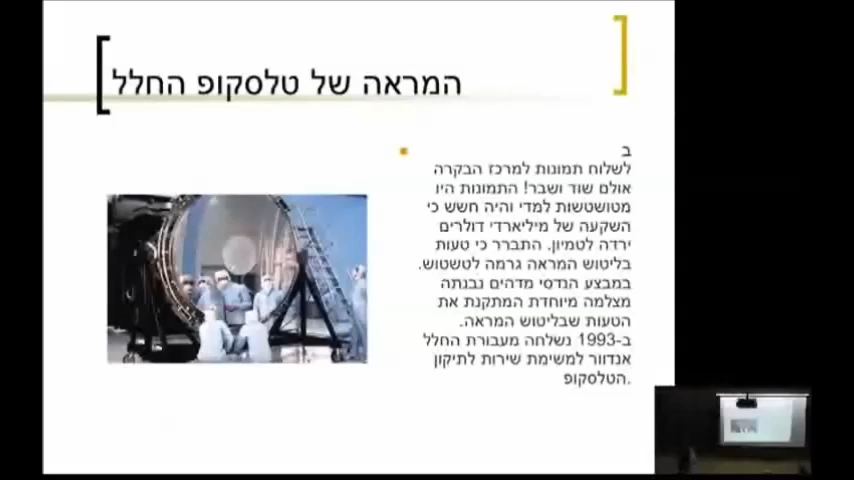 המראה של טלסקופ החלל
ב
לשלוח תמונות למרכז הבקרה
אולם שוד ושבר! התמונות היו
מטושטשות למדי והיה חשש כי
השקעה של מיליארדי דולרים
ירדה לטמיון. התברר כי טעות
בליטוש המראה גרמה לטשטוש.
במבצע הנדסי מדהים נבנתה
מצלמה מיוחדת המתקנת את
הטעות שבליטוש המראה.
ב-1993 נשלחה מעבורת החלל
אנדוור למשימת שירות לתיקון
הטלסקופ.